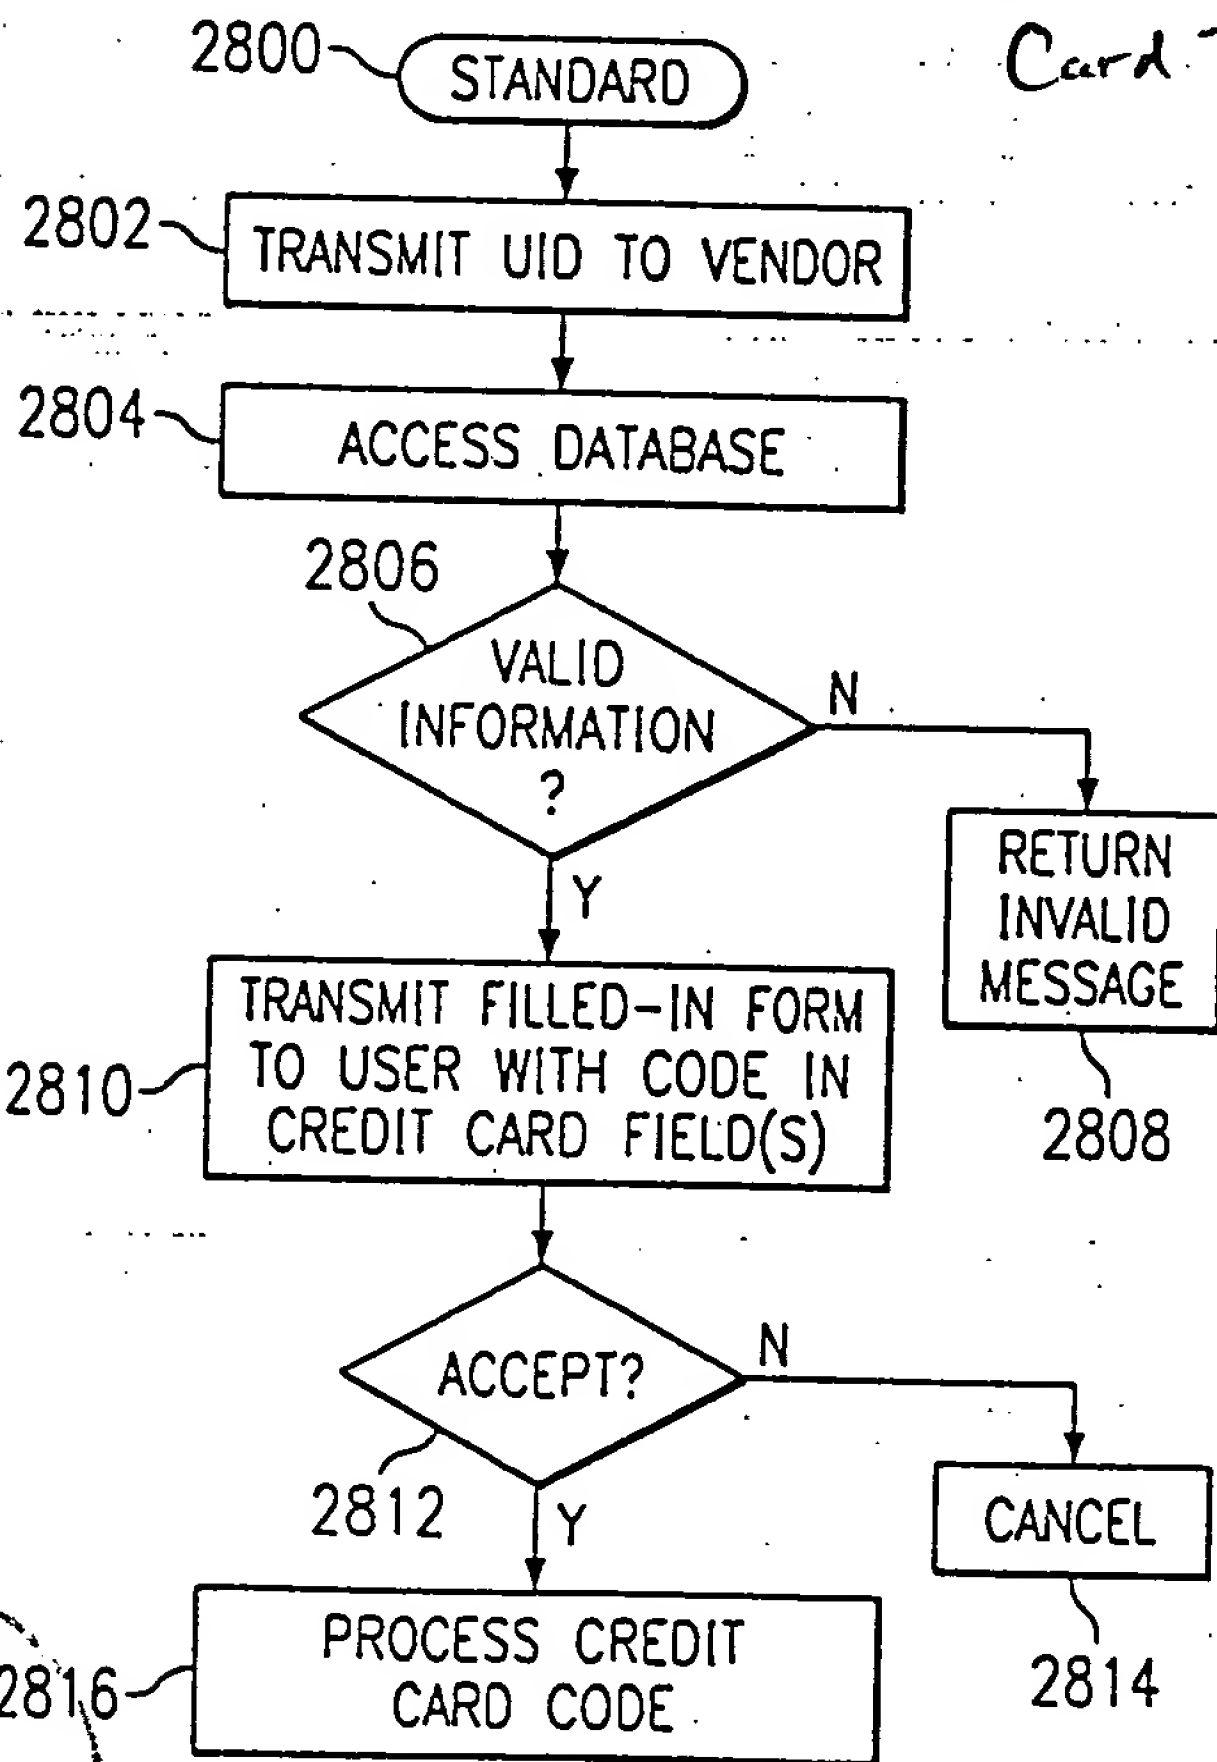 2800
STANDARD
Card
2802
TRANSMIT UID TO VENDOR
2804
ACCESS DATABASE
2806
VALID
INFORMATION
?
N
Y
RETURN
INVALID
MESSAGE
2808
2810
TRANSMIT FILLED-IN FORM
TO USER WITH CODE IN
CREDIT CARD FIELD(S)
ACCEPT?
N
2812
Y
CANCEL
2814
2816
PROCESS CREDIT
CARD CODE